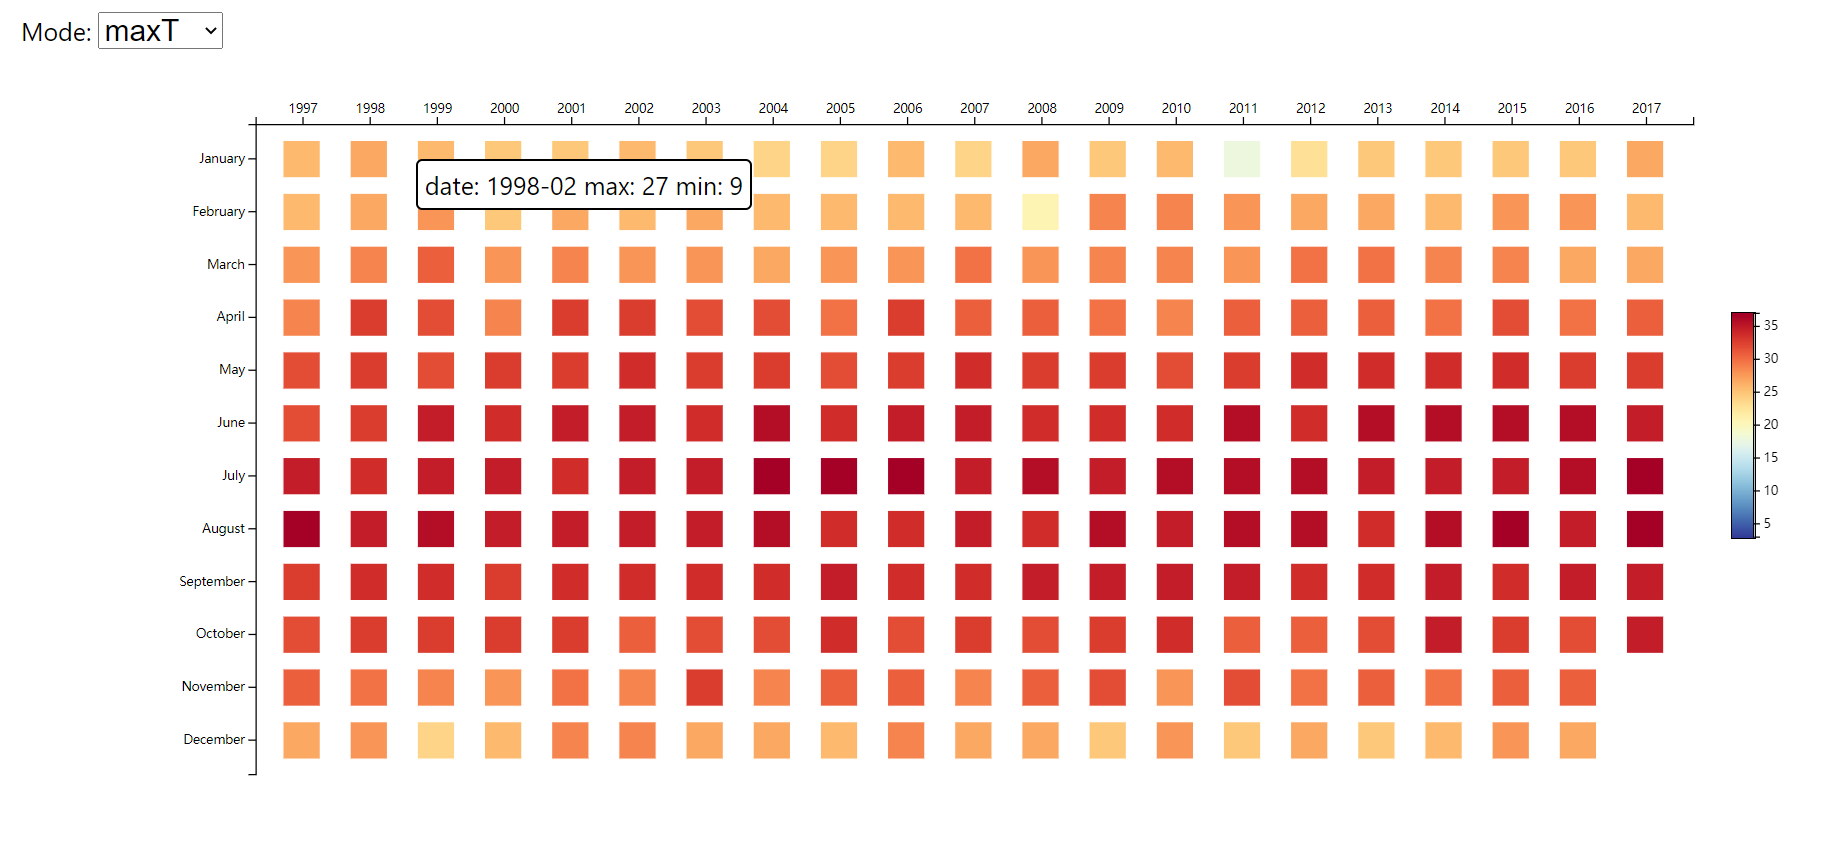 Mode: maxT
1997 1998 1999 2000 2001 2002 2003 2004 2005 2006 2007 2008 2009 2010 2011 2012 2013 2014 2015 2016 2017
January
date: 1998-02 max: 27 min: 9
February
March
April
May
June
July
August
September
October
November
December
35
30
25
20
15
10
5